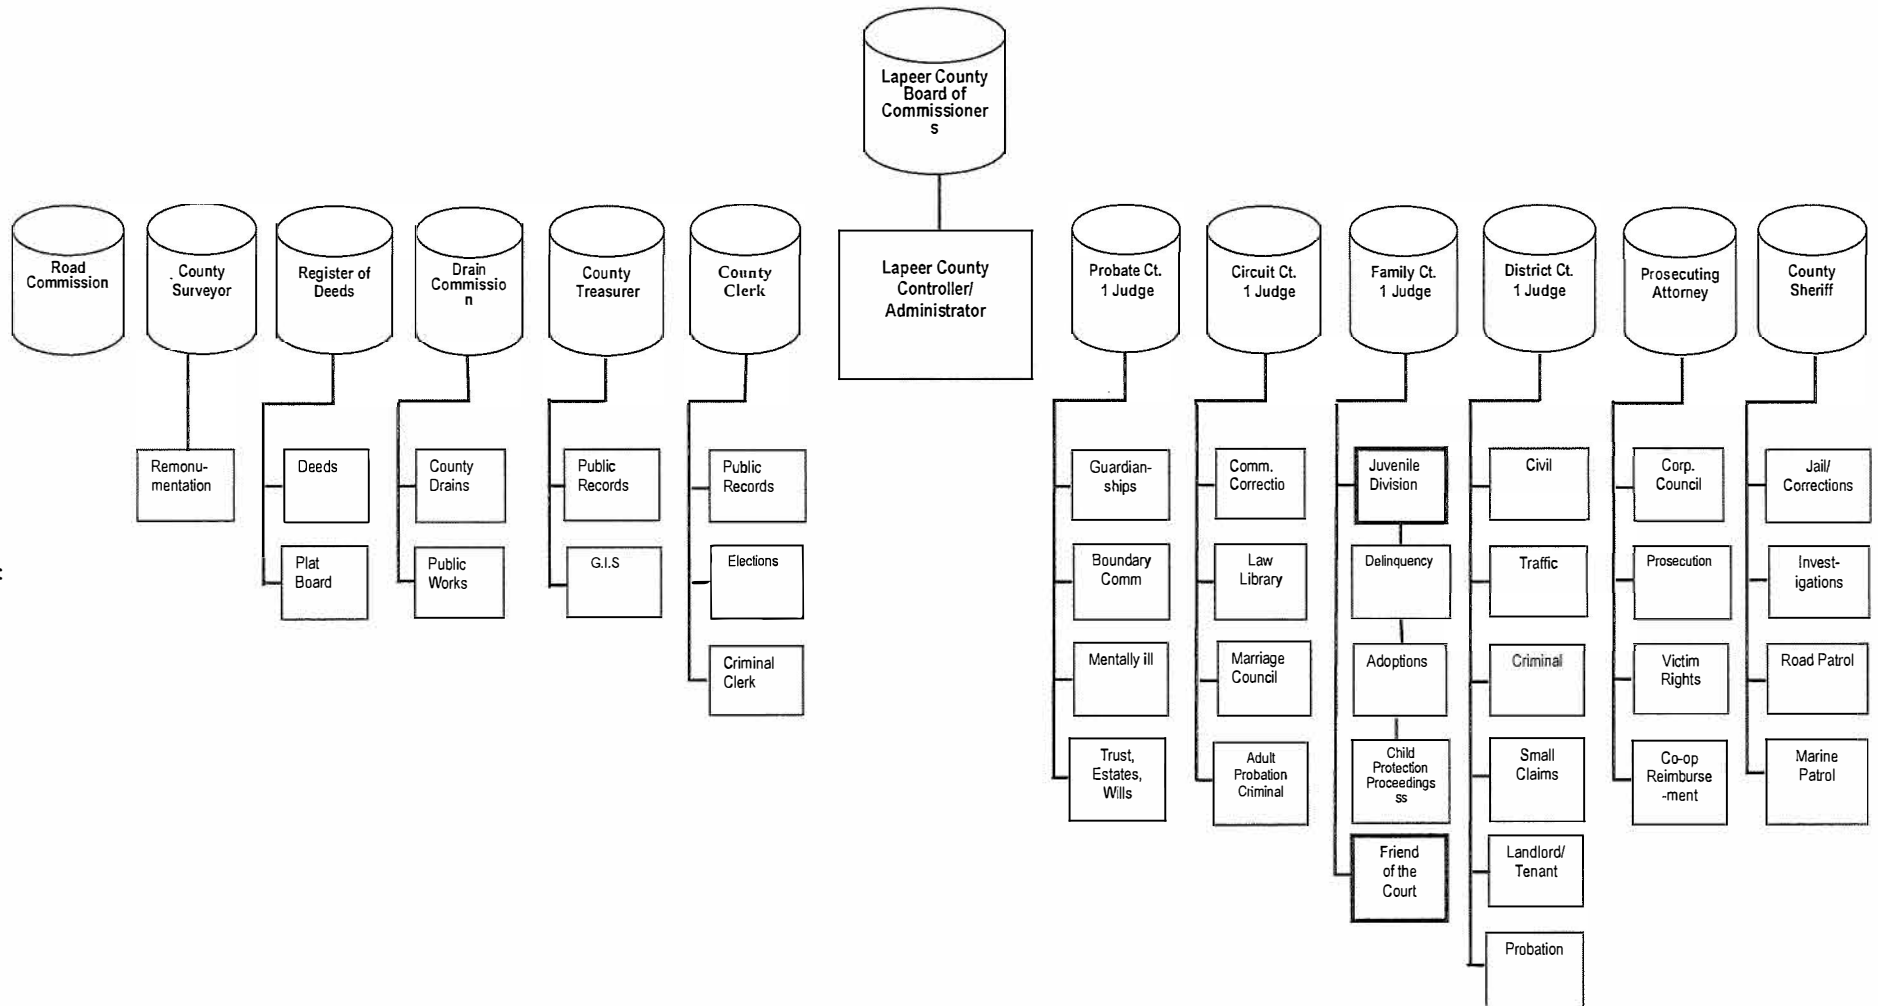 Lapeer County
Board of
Commissioner
s
Road
Commission
County
Surveyor
Register of
Deeds
Drain
Commissio
n
County
Treasurer
County
Clerk
Lapeer County
Controller/
Administrator
Probate Ct.
1 Judge
Circuit Ct.
1 Judge
Family Ct.
1 Judge
District Ct.
1 Judge
Prosecuting
Attorney
County
Sheriff
Remonu-
mentation
Deeds
Plat
Board
County
Drains
Public
Works
Public
Records
G.I.S
Public
Records
Elections
Criminal
Clerk
Guardian-
ships
Boundary
Comm
Mentally ill
Trust,
Estates,
Wills
Comm.
Correctio
Law
Library
Marriage
Council
Adult
Probation
Criminal
Juvenile
Division
Delinquency
Adoptions
Child
Protection
Proceedings
ss
Friend
of the
Court
Civil
Traffic
Criminal
Small
Claims
Landlord/
Tenant
Probation
Corp.
Council
Prosecution
Victim
Rights
Co-op
Reimburse
-ment
Jail/
Corrections
Invest-
igations
Road Patrol
Marine
Patrol